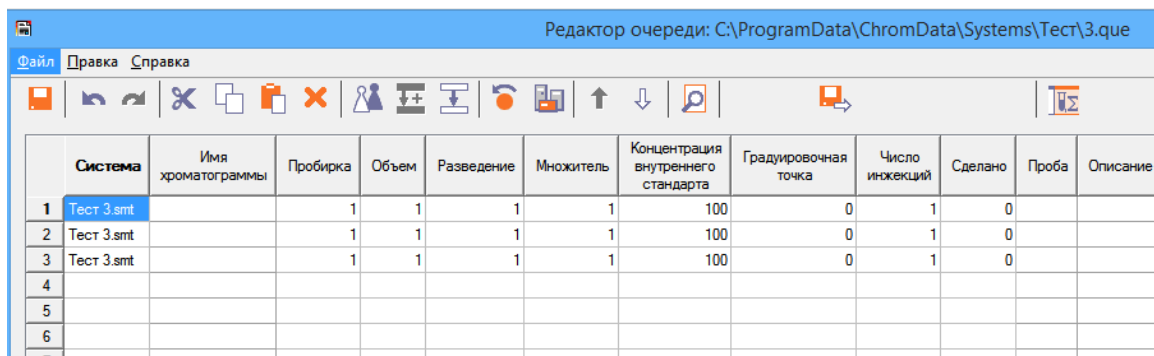 Редактор очереди: C:\ProgramData\ChromData\Systems\Тест\3.que
Файл Правка Справка
Система Имя хроматограммы Пробирка Объем Разведение Множитель Концентрация внутреннего стандарта Градуировочная точка Число инжекций Сделано Проба Описание
1 Тест 3.smt 1 1 1 1 100 0 1 0
2 Тест 3.smt 1 1 1 1 100 0 1 0
3 Тест 3.smt 1 1 1 1 100 0 1 0
4
5
6